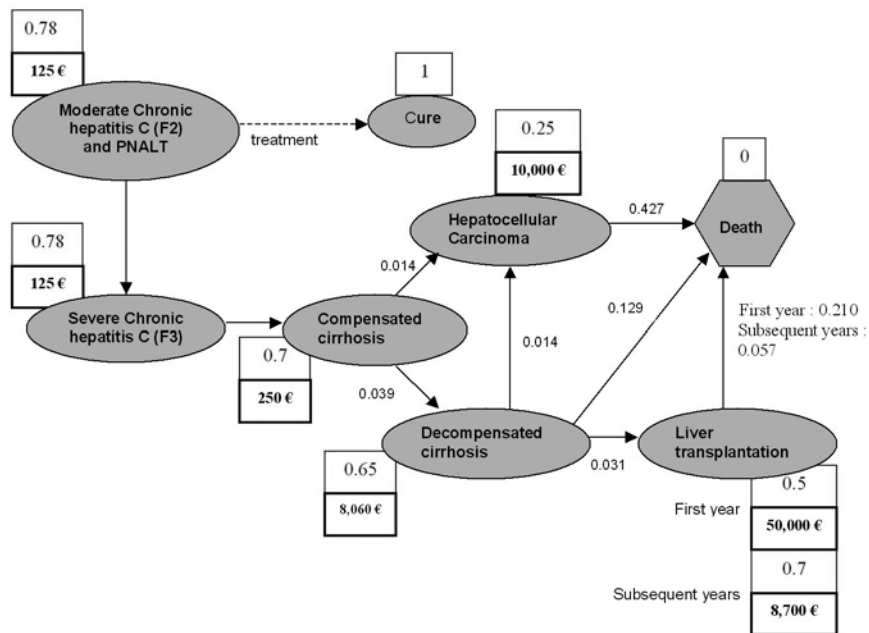 0.78
125 €
Moderate Chronic
hepatitis C (F2)
and PNALT
treatment
1
Cure
0.25
10,000 €
Hepatocellular
Carcinoma
0.427
0
Death
0.78
125 €
Severe Chronic
hepatitis C (F3)
0.014
Compensated
cirrhosis
0.7
250 €
0.039
0.014
0.129
First year : 0.210
Subsequent years :
0.057
Decompensated
cirrhosis
0.65
8,060 €
0.031
Liver
transplantation
First year
0.5
50,000 €
Subsequent years
0.7
8,700 €